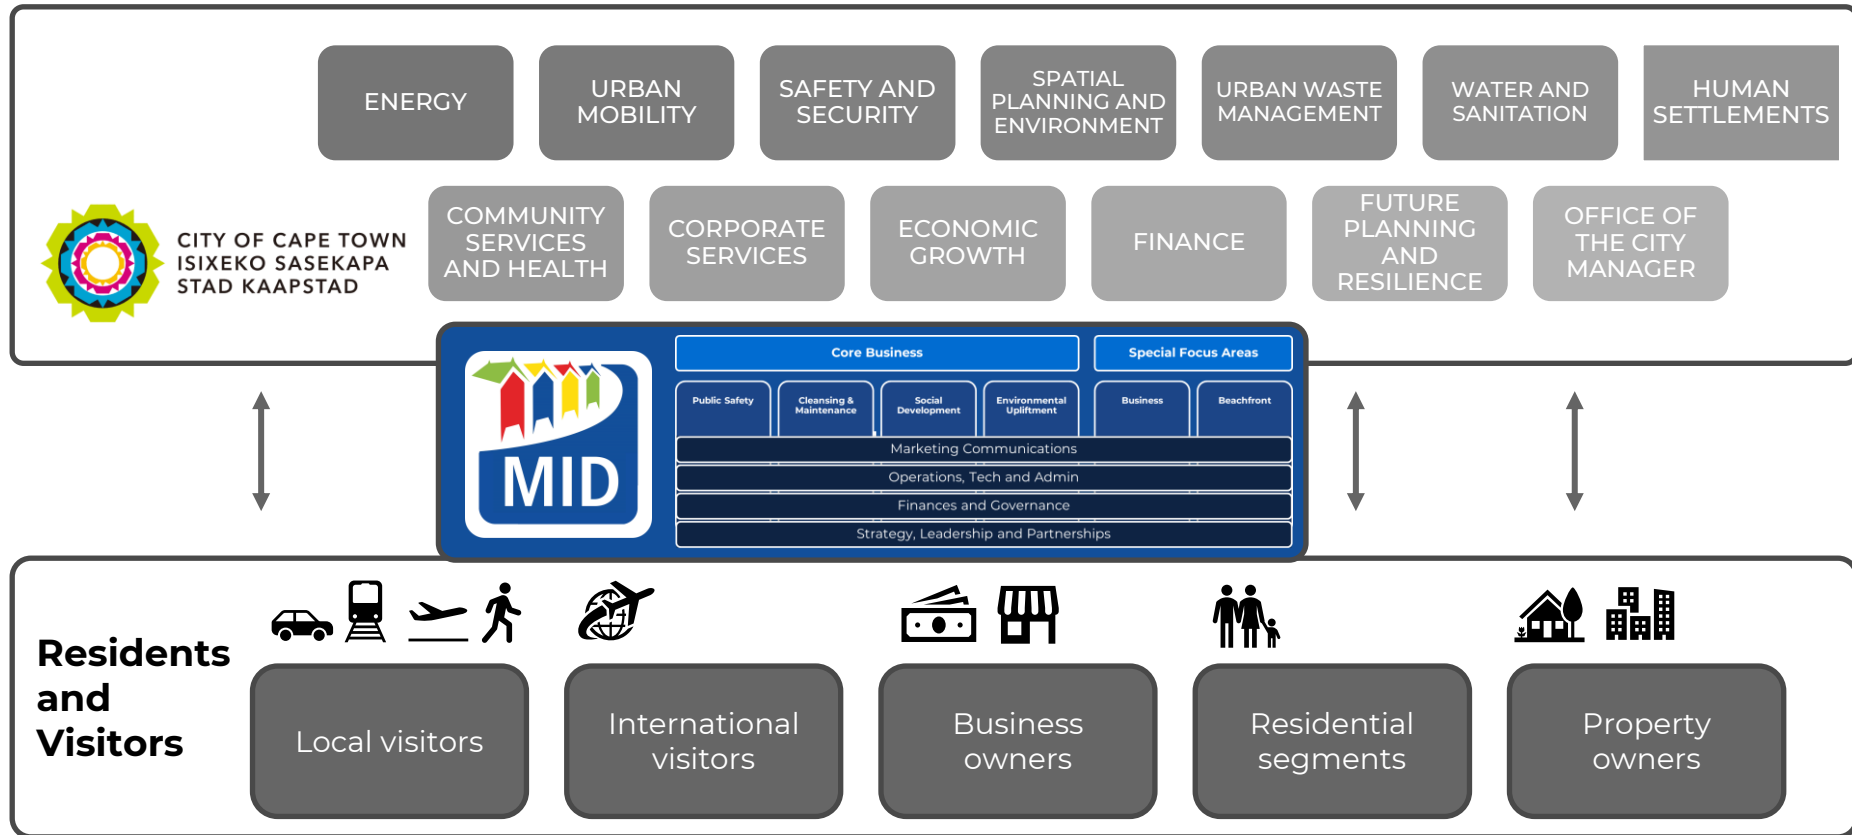 ENERGY
URBAN
MOBILITY
SAFETY AND
SECURITY
SPATIAL
PLANNING AND
ENVIRONMENT
URBAN WASTE
MANAGEMENT
WATER AND
SANITATION
HUMAN
SETTLEMENTS
CITY OF CAPE TOWN
ISIXEKO SASEKAPA
STAD KAAPSTAD
COMMUNITY
SERVICES
AND HEALTH
CORPORATE
SERVICES
ECONOMIC
GROWTH
FINANCE
FUTURE
PLANNING
AND
RESILIENCE
OFFICE OF
THE CITY
MANAGER
MID
Core Business
Special Focus Areas
Public Safety
Cleansing &
Maintenance
Social
Development
Environmental
Upliftment
Business
Beachfront
Marketing Communications
Operations, Tech and Admin
Finances and Governance
Strategy, Leadership and Partnerships
Residents
and
Visitors
Local visitors
International
visitors
Business
owners
Residential
segments
Property
owners